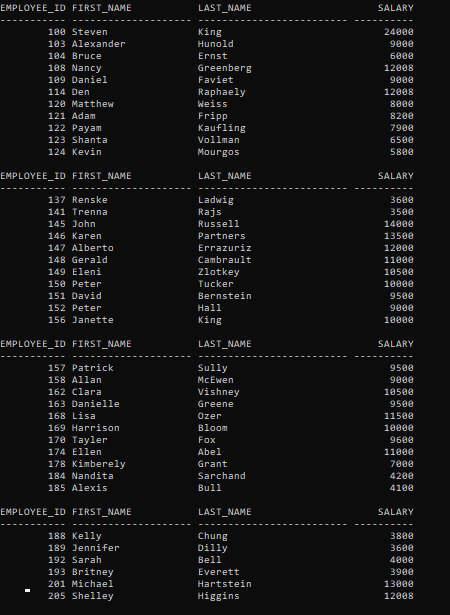 EMPLOYEE_ID FIRST_NAME LAST_NAME SALARY
----------- -------------------- ------------------------- ----------
100 Steven King 24000
103 Alexander Hunold 9000
104 Bruce Ernst 6000
108 Nancy Greenberg 12008
109 Daniel Faviet 9000
114 Den Raphaely 12008
120 Matthew Weiss 8000
121 Adam Fripp 8200
122 Payam Kaufling 7900
123 Shanta Vollman 6500
124 Kevin Mourgos 5800
EMPLOYEE_ID FIRST_NAME LAST_NAME SALARY
----------- -------------------- ------------------------- ----------
137 Renske Ladwig 3600
141 Trenna Rajs 3500
145 John Russell 14000
146 Karen Partners 13500
147 Alberto Errazuriz 12000
148 Gerald Cambrault 11000
149 Eleni Zlotkey 10500
150 Peter Tucker 10000
151 David Bernstein 9500
152 Peter Hall 9000
156 Janette King 10000
EMPLOYEE_ID FIRST_NAME LAST_NAME SALARY
----------- -------------------- ------------------------- ----------
157 Patrick Sully 9500
158 Allan McEwen 9000
162 Clara Vishney 10500
163 Danielle Greene 9500
168 Lisa Ozer 11500
169 Harrison Bloom 10000
170 Tayler Fox 9600
174 Ellen Abel 11000
178 Kimberely Grant 7000
184 Nandita Sarchand 4200
185 Alexis Bull 4100
EMPLOYEE_ID FIRST_NAME LAST_NAME SALARY
----------- -------------------- ------------------------- ----------
188 Kelly Chung 3800
189 Jennifer Dilly 3600
192 Sarah Bell 4000
193 Britney Everett 3900
201 Michael Hartstein 13000
205 Shelley Higgins 12008